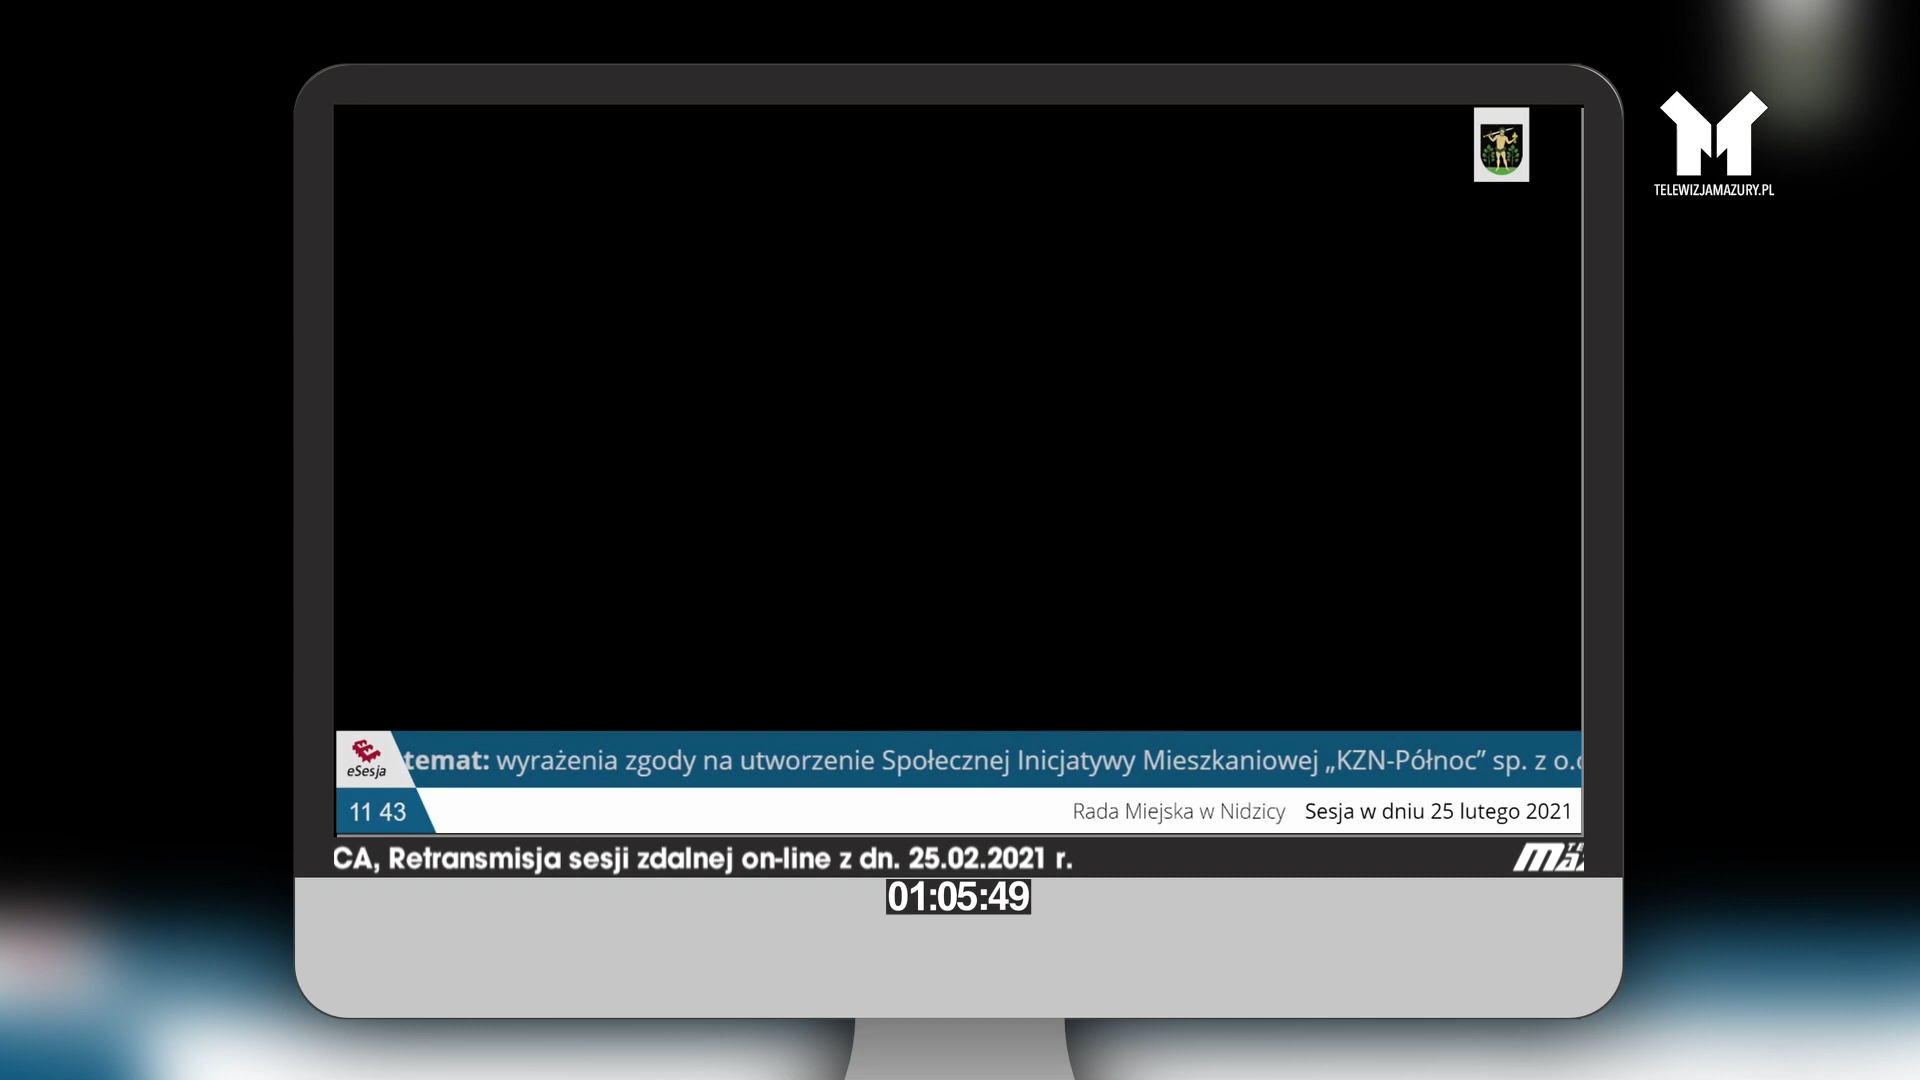 TELEWIZJAMAZURY.PL
eSesja
temat: wyrażenia zgody na utworzenie Społecznej Inicjatywy Mieszkaniowej „KZN-Północ” sp. z o.o
11 43
Rada Miejska w Nidzicy Sesja w dniu 25 lutego 2021
CA, Retransmisja sesji zdalnej on-line z dn. 25.02.2021 r.
01:05:49